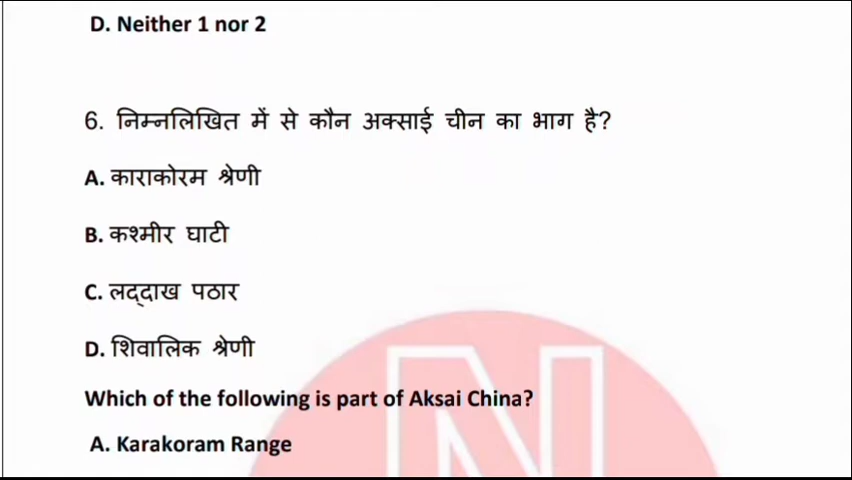 D. Neither 1 nor 2
6. निम्नलिखित में से कौन अक्साई चीन का भाग है?
A. काराकोरम श्रेणी
B. कश्मीर घाटी
C. लद्दाख पठार
D. शिवालिक श्रेणी
Which of the following is part of Aksai China?
A. Karakoram Range
N